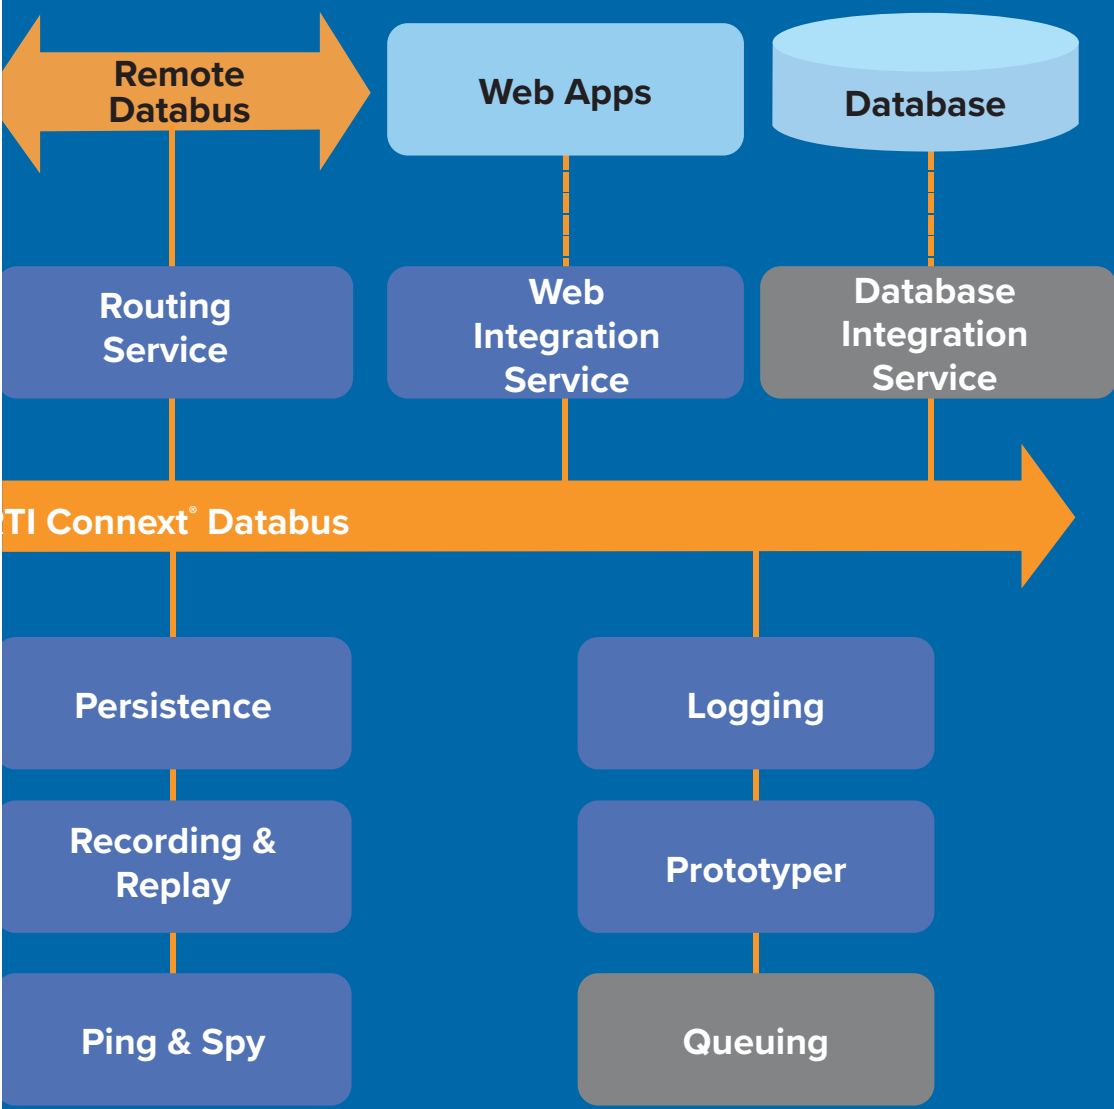 Remote
Databus
Web Apps
Database
Routing
Service
Web
Integration
Service
Database
Integration
Service
TI Connext® Databus
Persistence
Logging
Recording &
Replay
Prototyper
Ping & Spy
Queuing